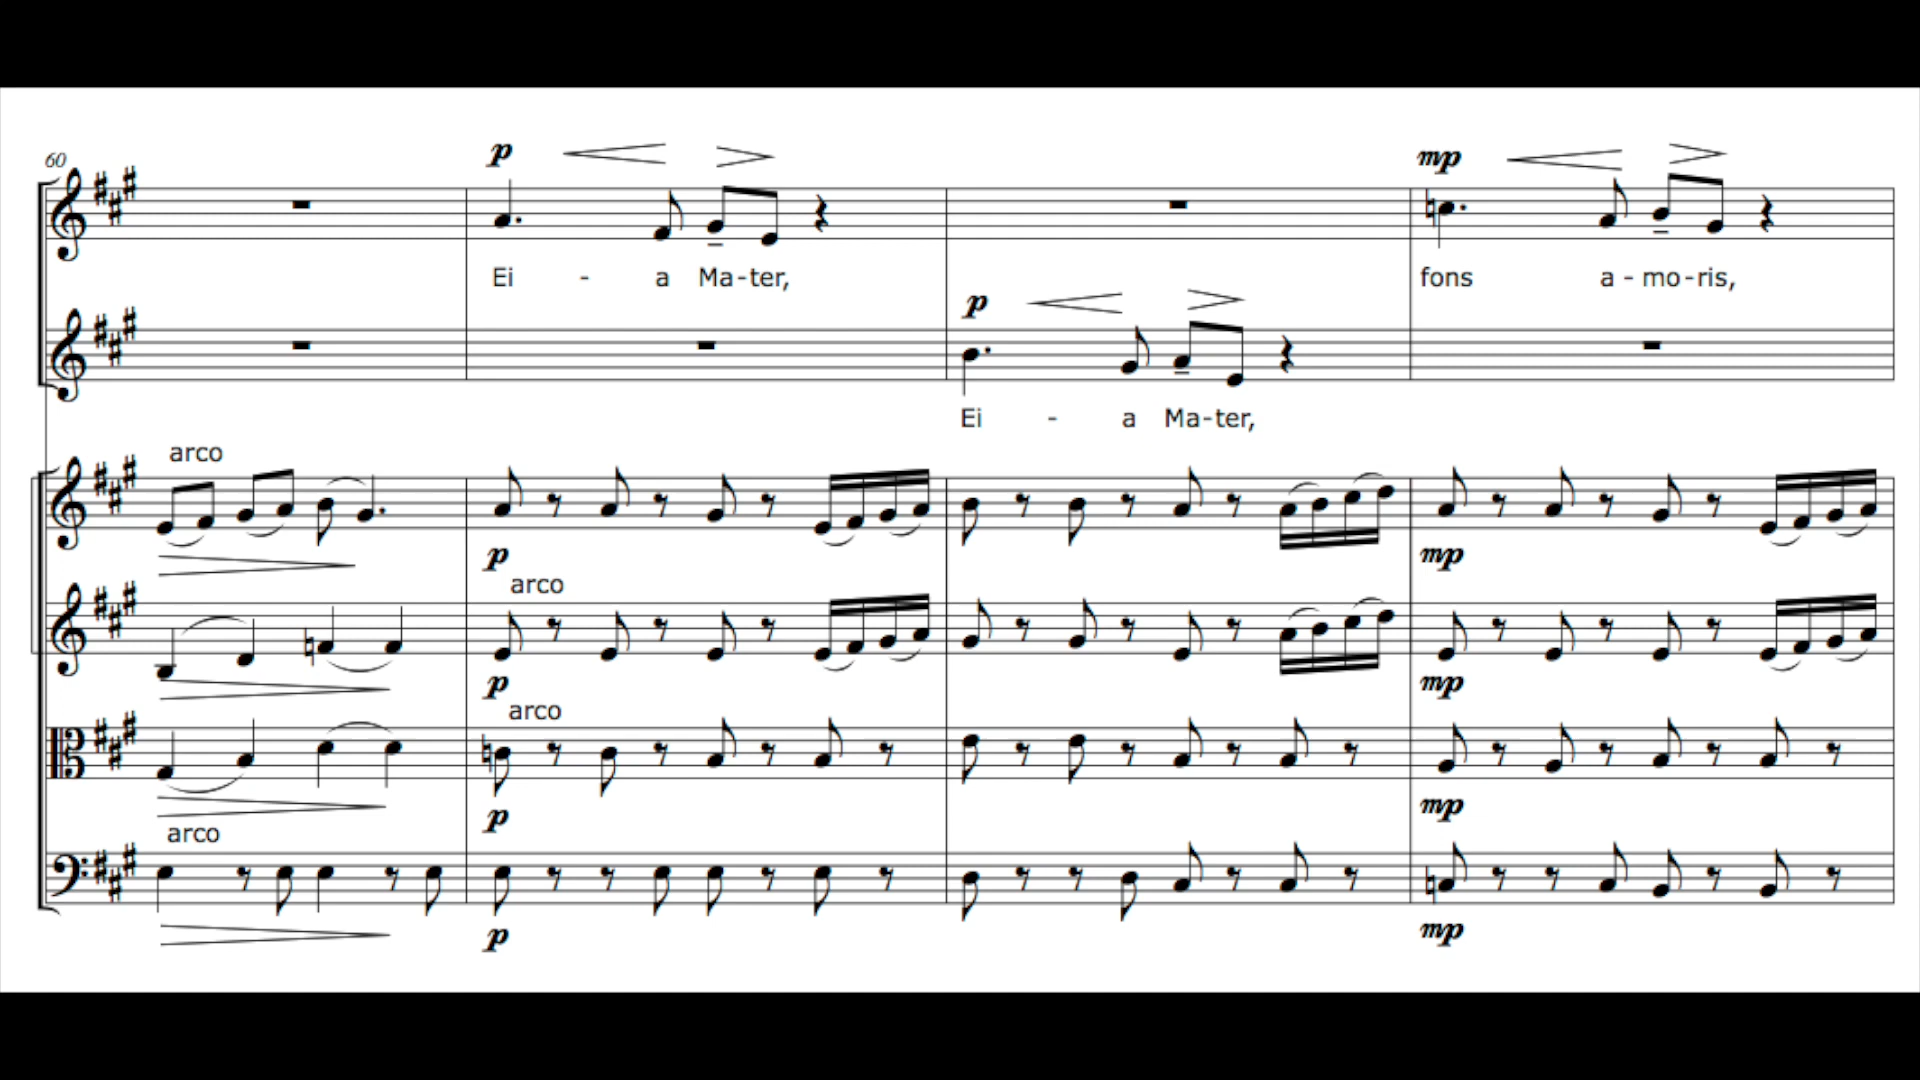 60
p
mp
Ei - a Ma-ter,
fons a - mo-ris,
p
Ei - a Ma-ter,
arco
p
mp
arco
p
mp
arco
p
mp
arco
p
mp